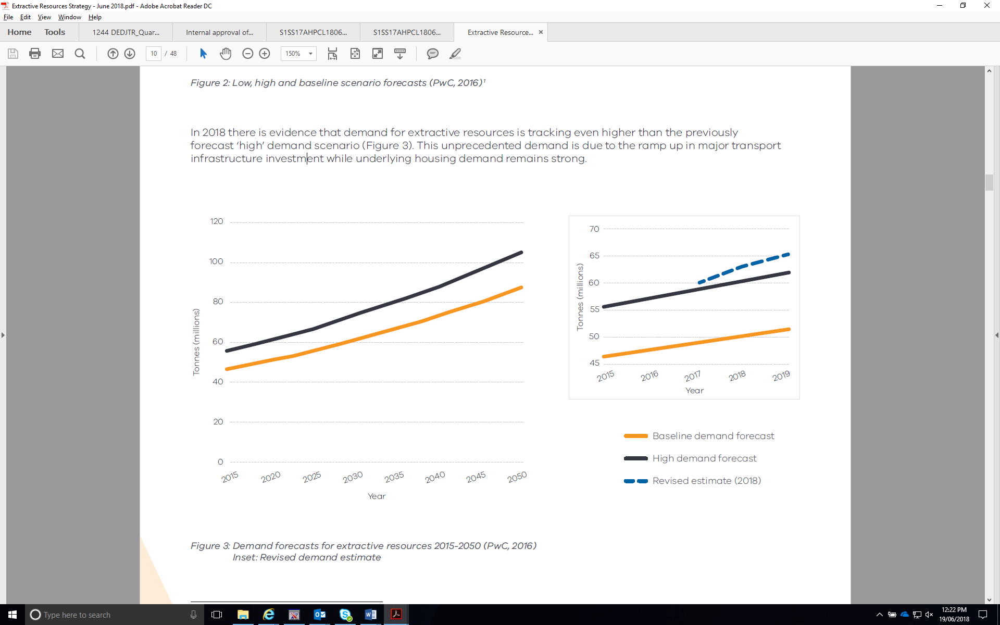 Extractive Resources Strategy - June 2018.pdf - Adobe Acrobat Reader DC
File Edit View Window Help
Home Tools 1244 DEDJTR_Quar... Internal approval of... S1SS17AHPCL1806... S1SS17AHPCL1806... Extractive Resource... ×
10 / 48 150%
Figure 2: Low, high and baseline scenario forecasts (PwC, 2016)¹
In 2018 there is evidence that demand for extractive resources is tracking even higher than the previously
forecast ‘high’ demand scenario (Figure 3). This unprecedented demand is due to the ramp up in major transport
infrastructure investment while underlying housing demand remains strong.
120
100
80
60
40
20
0
Tonnes (millions)
2015 2020 2025 2030 2035 2040 2045 2050
Year
70
65
60
55
50
45
Tonnes (millions)
2015 2016 2017 2018 2019
Year
Baseline demand forecast
High demand forecast
Revised estimate (2018)
Figure 3: Demand forecasts for extractive resources 2015-2050 (PwC, 2016)
Inset: Revised demand estimate
Type here to search
12:22 PM
19/06/2018